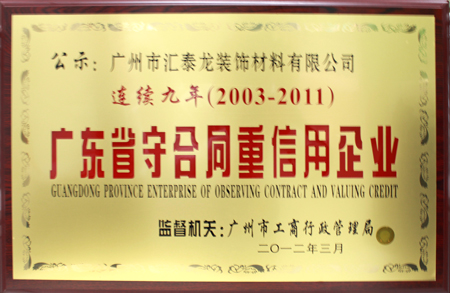 公示：广州市汇泰龙装饰材料有限公司
连续九年(2003-2011)
广东省守合同重信用企业
GUANGDONG PROVINCE ENTERPRISE OF OBSERVING CONTRACT AND VALUING CREDIT
监督机关：广州市工商行政管理局
二〇一二年三月